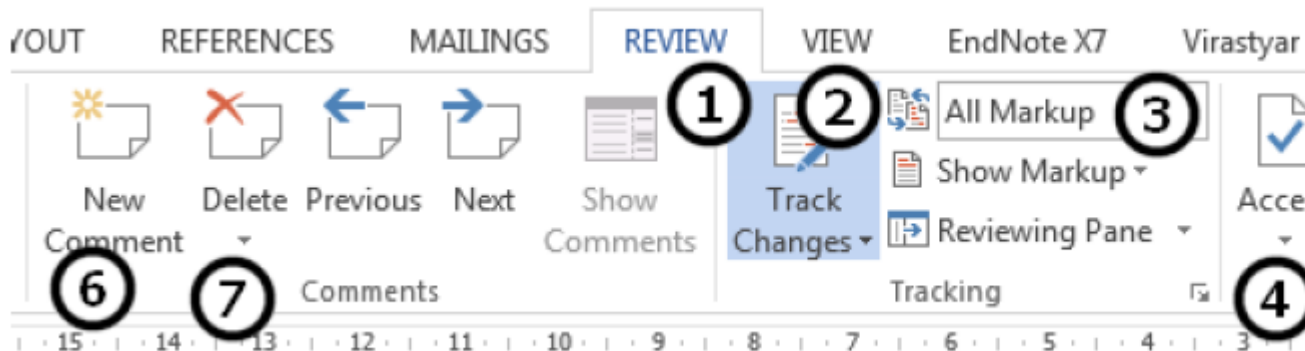 YOUT REFERENCES MAILINGS REVIEW VIEW EndNote X7 Virastyar
1 2 3
All Markup
Show Markup
Reviewing Pane
New Comment
Delete
Previous
Next
Show Comments
Track Changes
Acce
6 7 4
Comments
Tracking
15 14 13 12 11 10 9 8 7 6 5 4 3